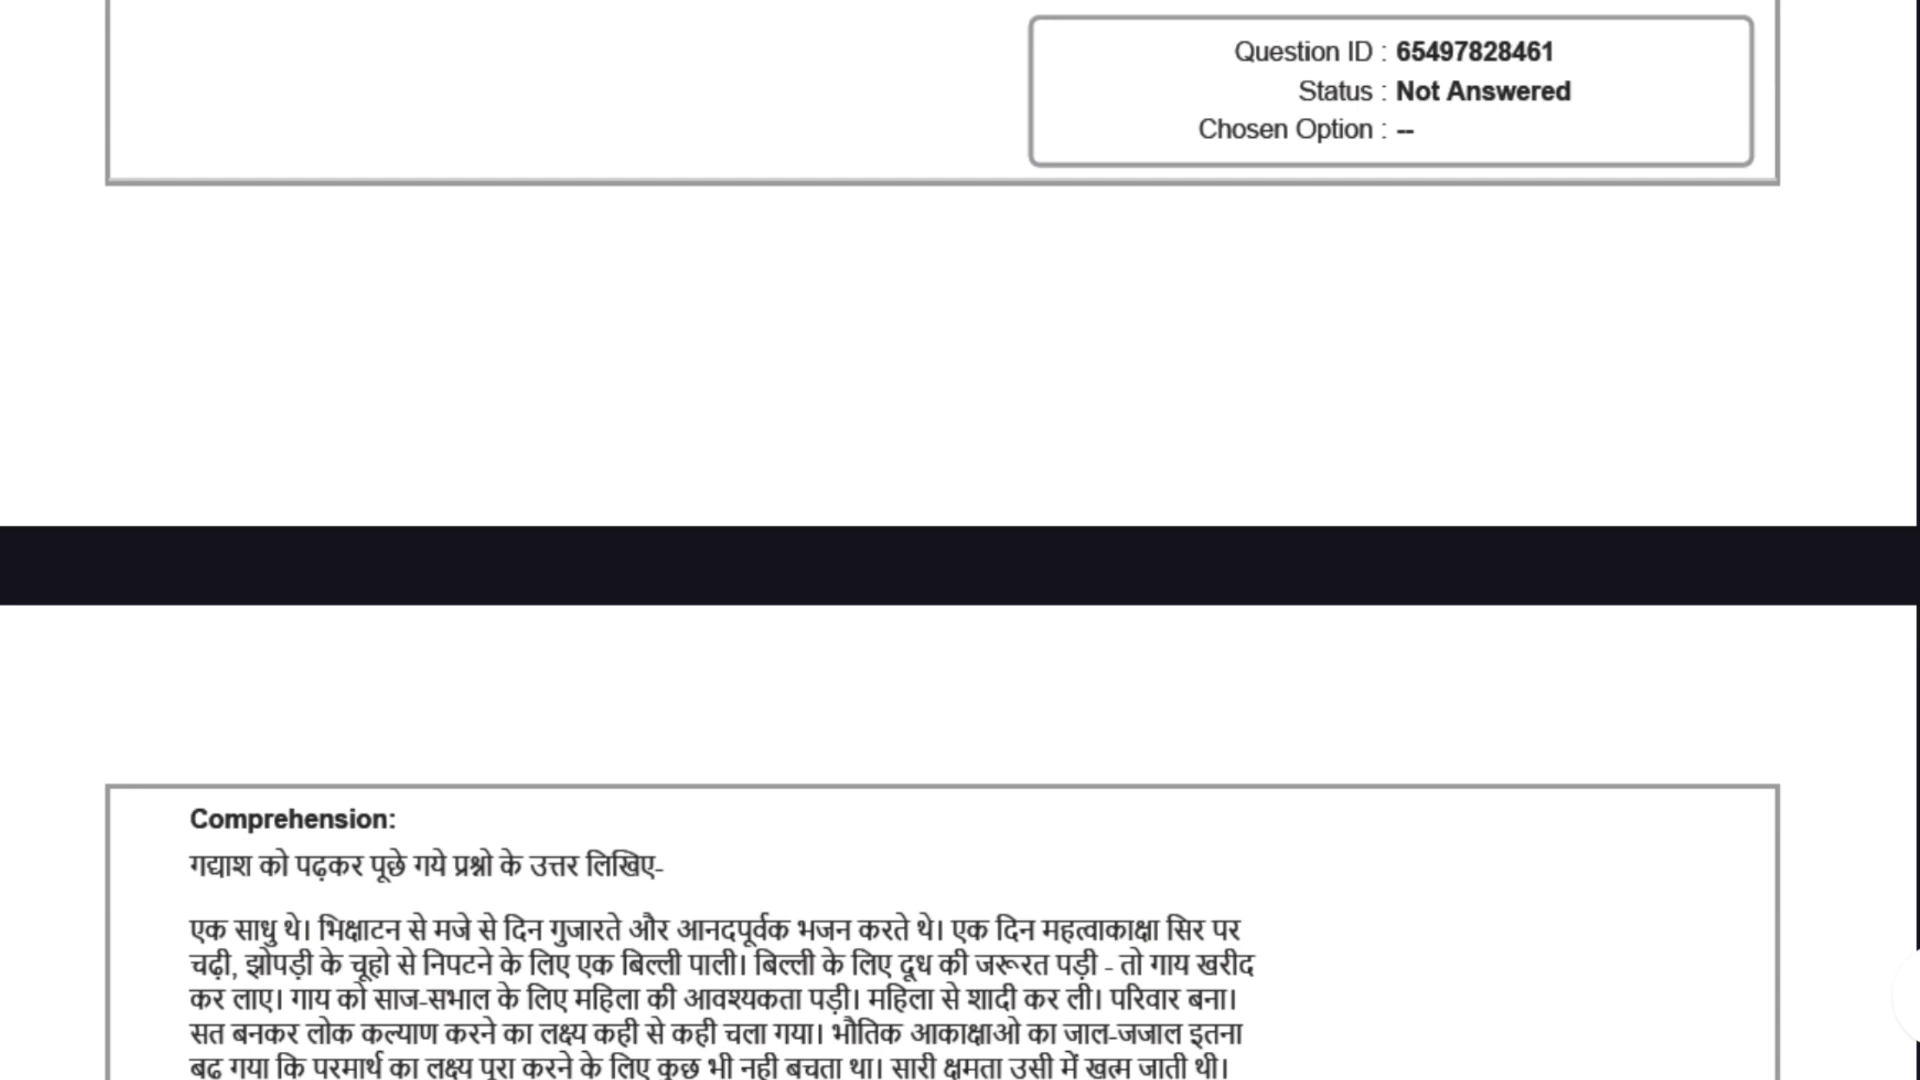 Question ID : 65497828461
Status : Not Answered
Chosen Option : --
Comprehension:
गद्याश को पढ़कर पूछे गये प्रश्नो के उत्तर लिखिए-
एक साधु थे। भिक्षाटन से मजे से दिन गुजारते और आनदपूर्वक भजन करते थे। एक दिन महत्वाकाक्षा सिर पर
चढ़ी, झोपड़ी के चूहो से निपटने के लिए एक बिल्ली पाली। बिल्ली के लिए दूध की जरूरत पड़ी - तो गाय खरीद
कर लाए। गाय को साज-सभाल के लिए महिला की आवश्यकता पड़ी। महिला से शादी कर ली। परिवार बना।
सत बनकर लोक कल्याण करने का लक्ष्य कही से कही चला गया। भौतिक आकाक्षाओ का जाल-जजाल इतना
बढ़ गया कि परमार्थ का लक्ष्य पूरा करने के लिए कुछ भी नही बचता था। सारी क्षमता उसी में खत्म जाती थी।